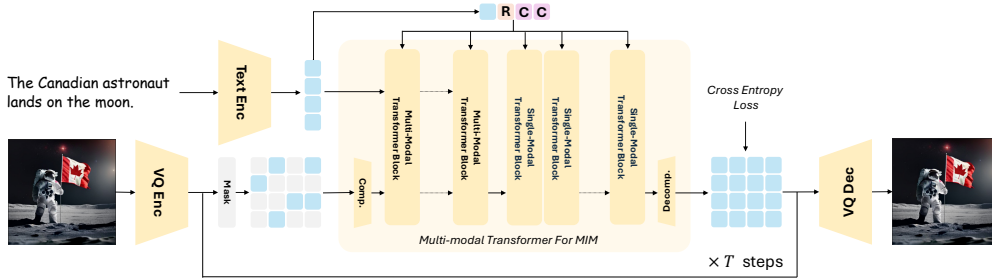 R C C
The Canadian astronaut
lands on the moon.
Text Enc
Multi-Modal
Transformer Block
Multi-Modal
Transformer Block
Single-Modal
Transformer Block
Single-Modal
Transformer Block
Single-Modal
Transformer Block
Cross Entropy
Loss
VQ Enc
Mask
Comp.
Decomp.
VQ Dec
Multi-modal Transformer For MIM
× T steps